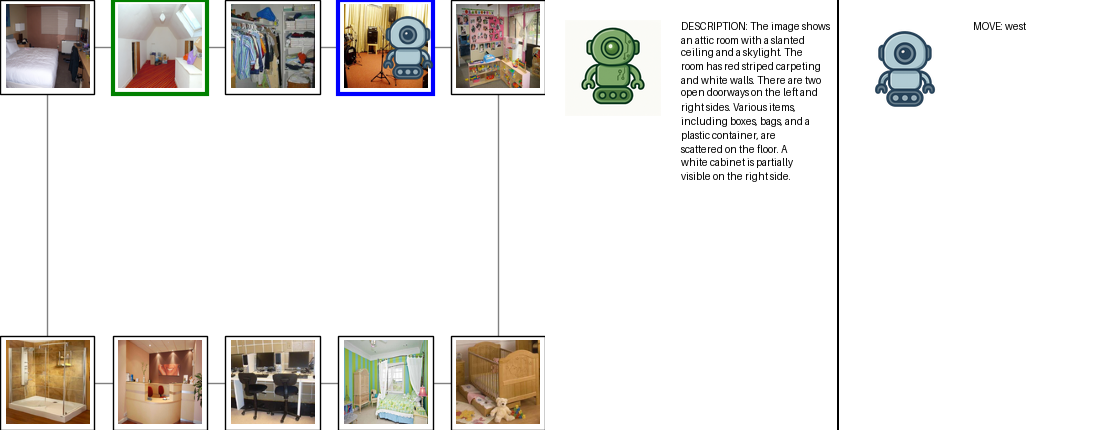 DESCRIPTION: The image shows
an attic room with a slanted
ceiling and a skylight. The
room has red striped carpeting
and white walls. There are two
open doorways on the left and
right sides. Various items,
including boxes, bags, and a
plastic container, are
scattered on the floor. A
white cabinet is partially
visible on the right side.
MOVE: west